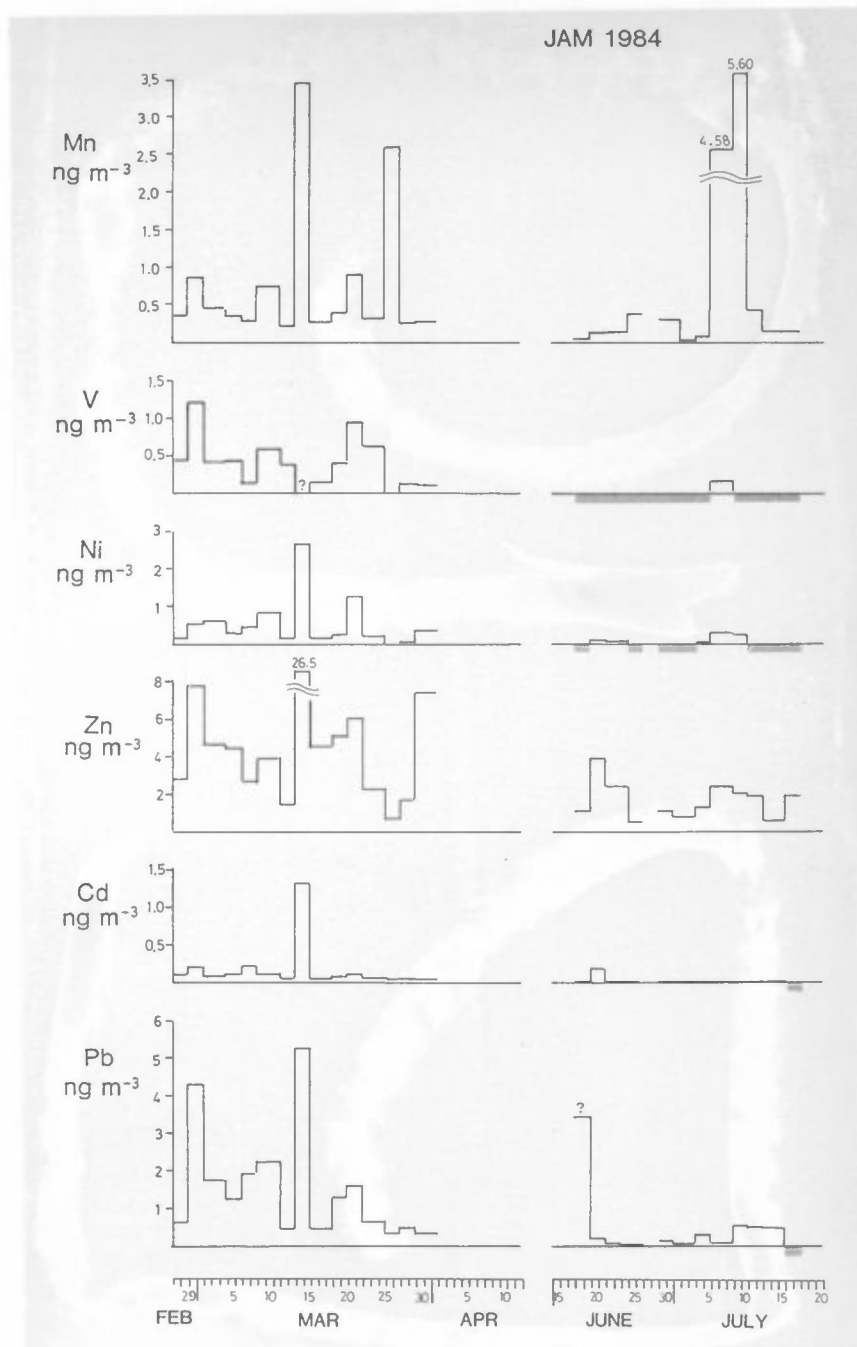 JAM 1984
Mn
ng m⁻³
3,5
3.0
2.5
2.0
1.0
0.5
5.60
4.58
V
ng m⁻³
1.5
1.0
0.5
?
Ni
ng m⁻³
3
2
1
Zn
ng m⁻³
8
6
4
2
26.5
Cd
ng m⁻³
1.5
1.0
0.5
Pb
ng m⁻³
6
5
4
3
2
1
?
29 5 10 15 20 25 30 5 10 15 20 25 30 5 10 15 20
FEB MAR APR JUNE JULY